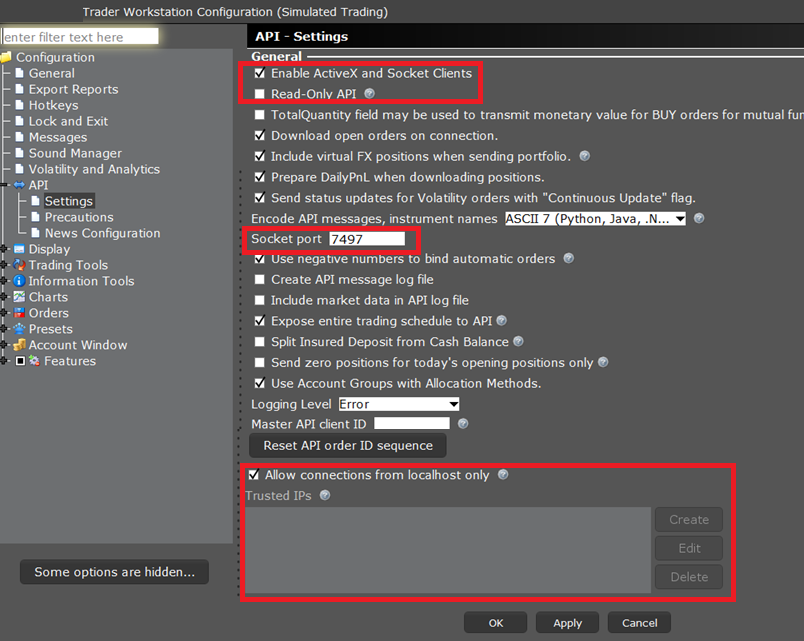 Trader Workstation Configuration (Simulated Trading)
enter filter text here
Configuration
General
Export Reports
Hotkeys
Lock and Exit
Messages
Sound Manager
Volatility and Analytics
API
Settings
Precautions
News Configuration
Display
Trading Tools
Information Tools
Charts
Orders
Presets
Account Window
Features
Some options are hidden...
API - Settings
General
Enable ActiveX and Socket Clients
Read-Only API
TotalQuantity field may be used to transmit monetary value for BUY orders for mutual fun
Download open orders on connection.
Include virtual FX positions when sending portfolio.
Prepare DailyPnL when downloading positions.
Send status updates for Volatility orders with "Continuous Update" flag.
Encode API messages, instrument names ASCII 7 (Python, Java, .N...
Socket port 7497
Use negative numbers to bind automatic orders
Create API message log file
Include market data in API log file
Expose entire trading schedule to API
Split Insured Deposit from Cash Balance
Send zero positions for today's opening positions only
Use Account Groups with Allocation Methods.
Logging Level Error
Master API client ID
Reset API order ID sequence
Allow connections from localhost only
Trusted IPs
Create
Edit
Delete
OK Apply Cancel